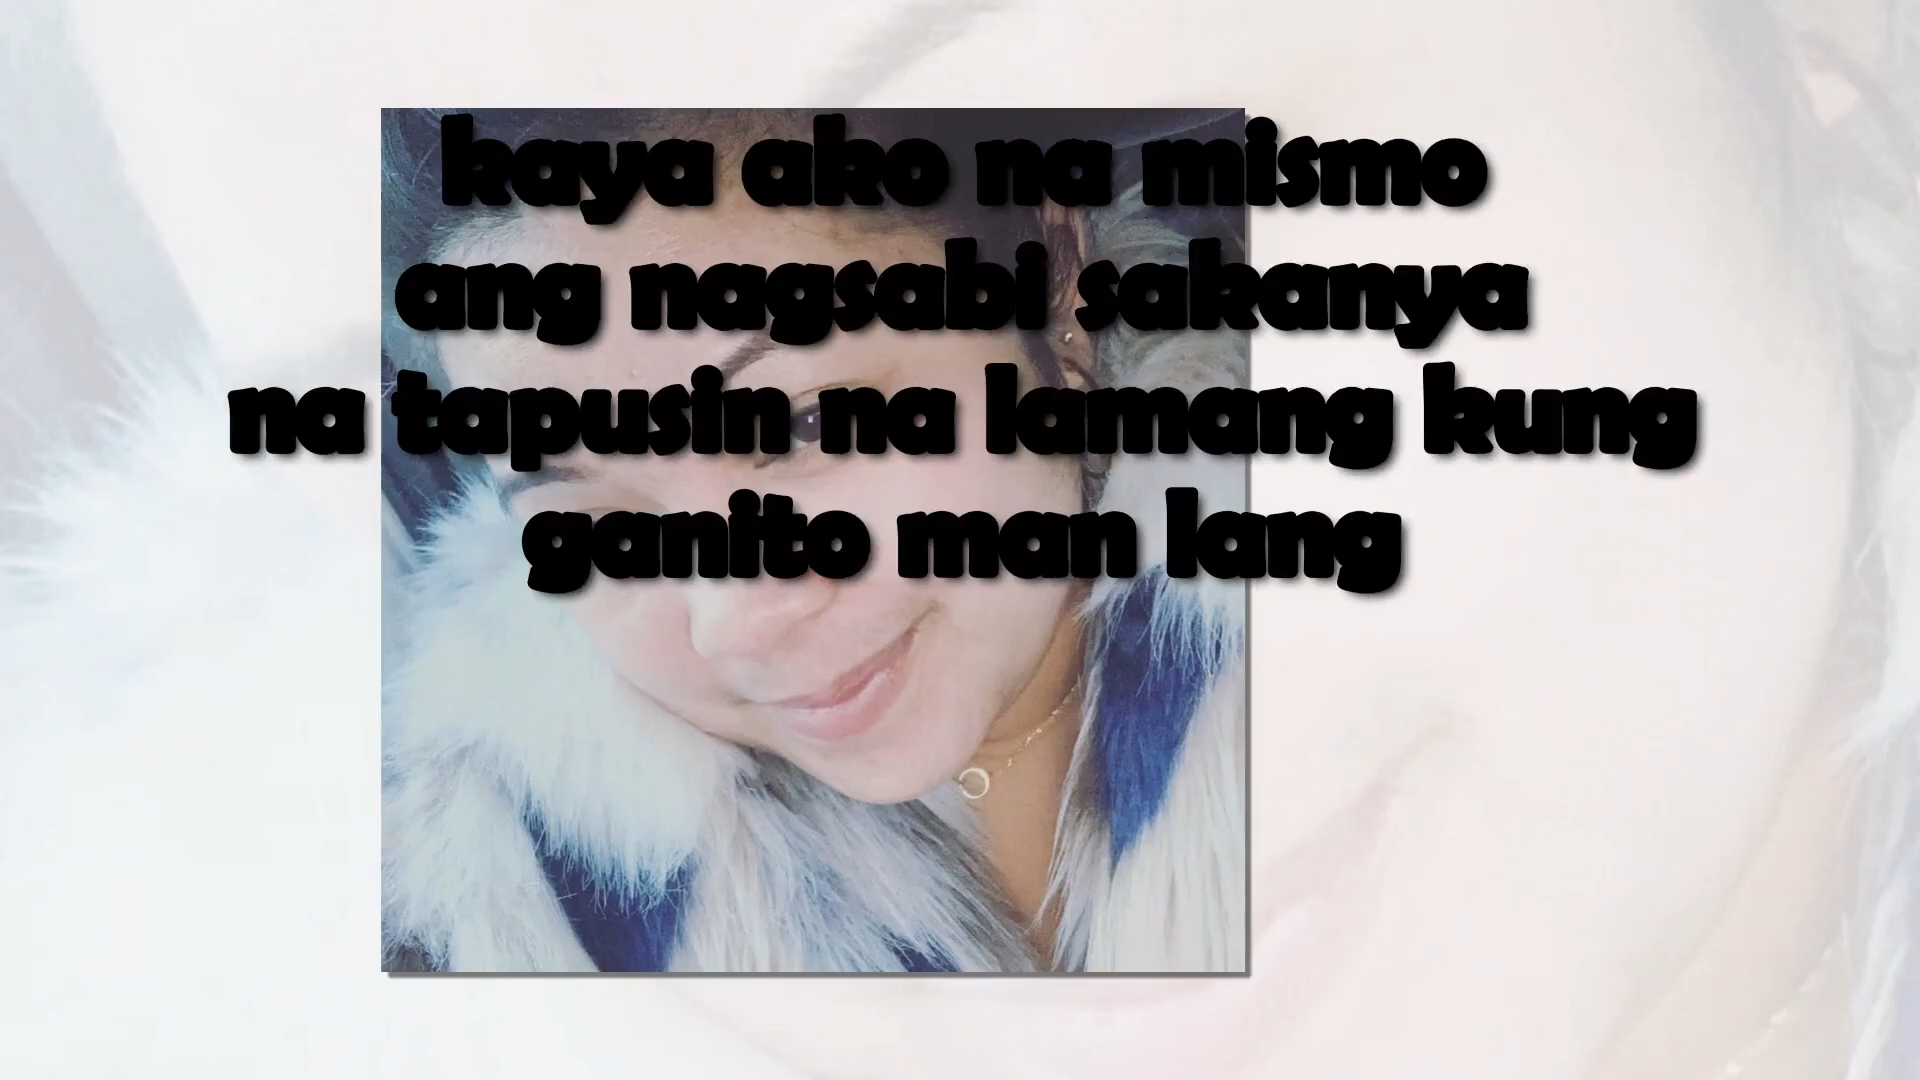 kaya ako na mismo
ang nagsabi sakanya
na tapusin na lamang kung
ganito man lang